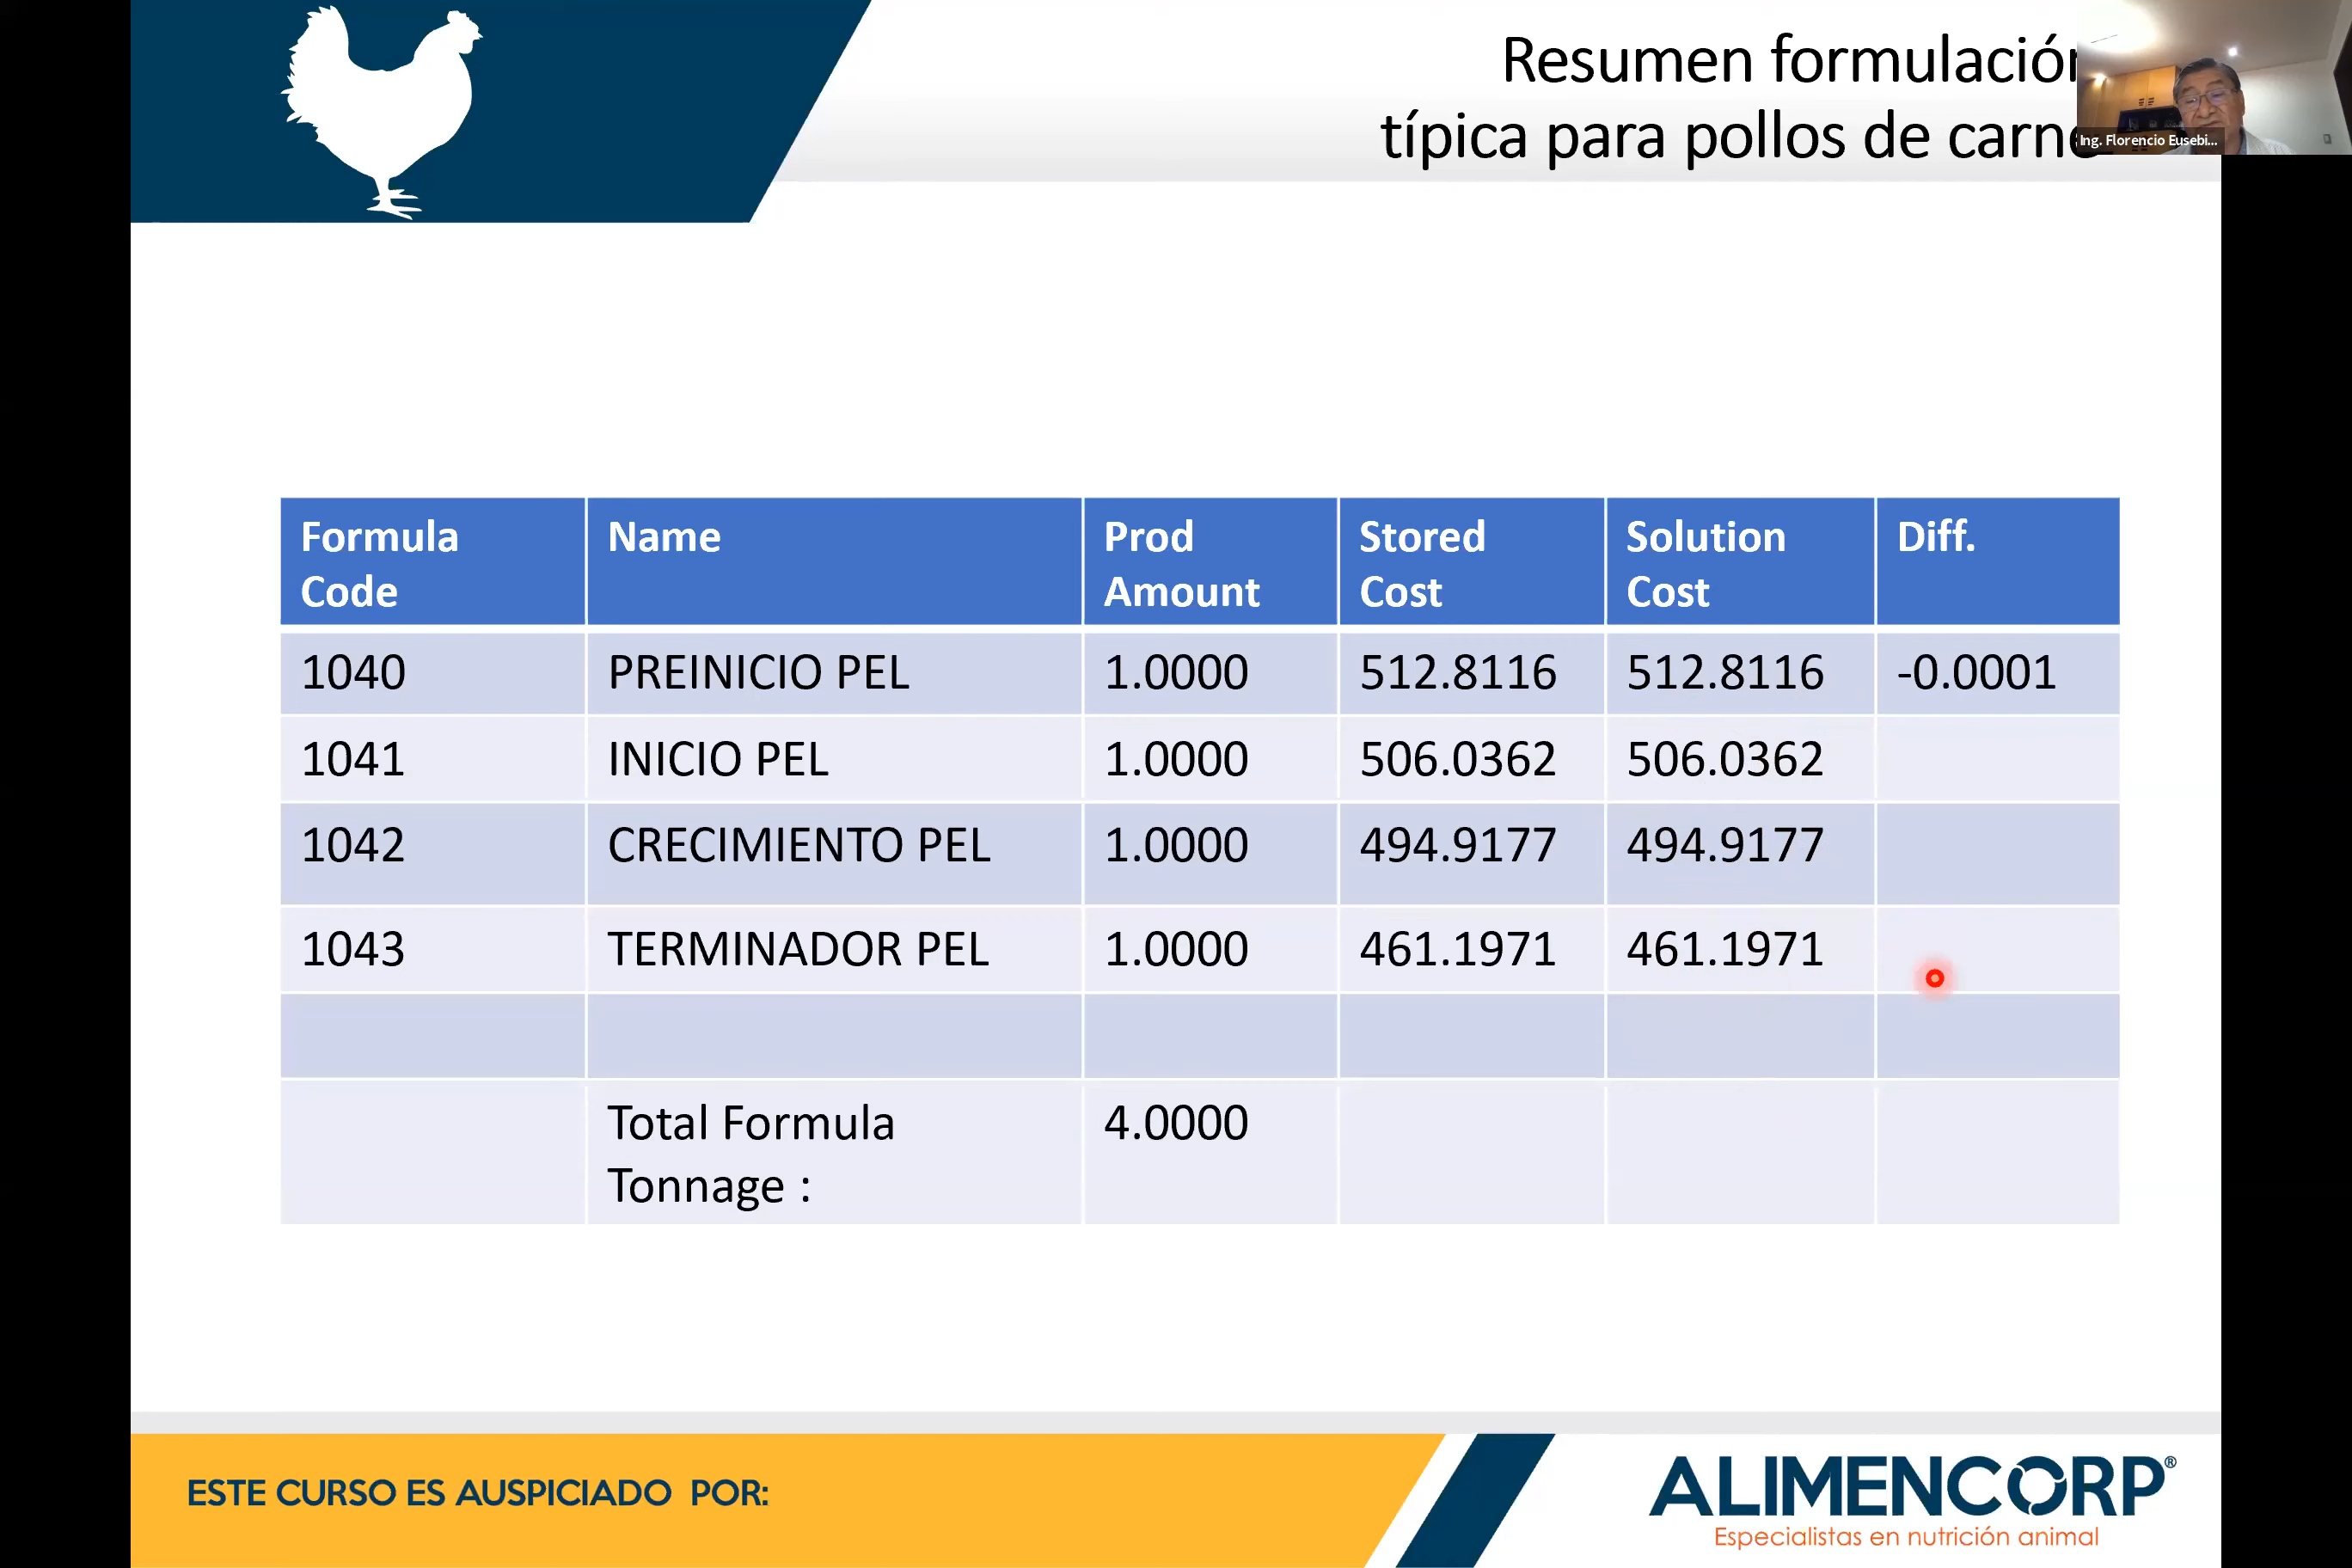 Resumen formulación
típica para pollos de carne
Ing. Florencio Eusebi...
Formula Code Name Prod Amount Stored Cost Solution Cost Diff.
1040 PREINICIO PEL 1.0000 512.8116 512.8116 -0.0001
1041 INICIO PEL 1.0000 506.0362 506.0362
1042 CRECIMIENTO PEL 1.0000 494.9177 494.9177
1043 TERMINADOR PEL 1.0000 461.1971 461.1971
Total Formula Tonnage : 4.0000
ESTE CURSO ES AUSPICIADO POR:
ALIMENCORP®
Especialistas en nutrición animal